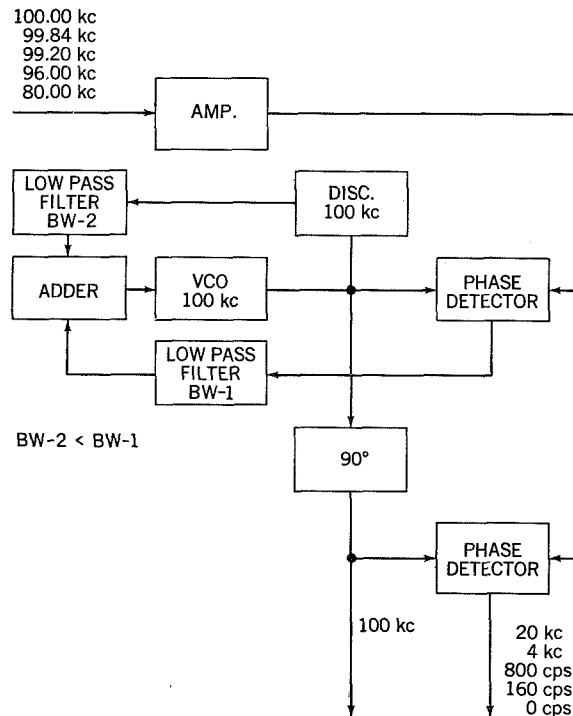 100.00 kc
99.84 kc
99.20 kc
96.00 kc
80.00 kc
AMP.
LOW PASS
FILTER
BW-2
DISC.
100 kc
ADDER
VCO
100 kc
PHASE
DETECTOR
LOW PASS
FILTER
BW-1
BW-2 < BW-1
90°
PHASE
DETECTOR
100 kc
20 kc
4 kc
800 cps
160 cps
0 cps